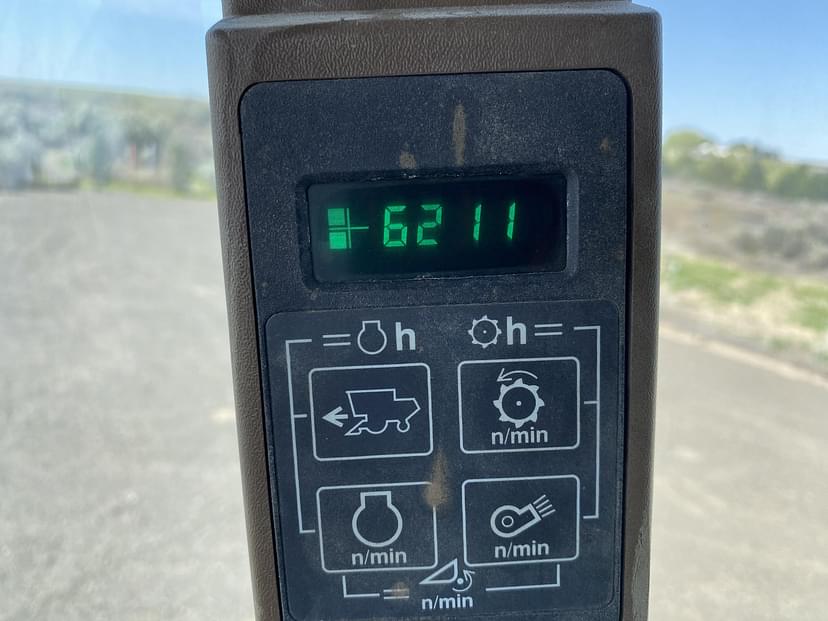 6211
= h h =
n/min
n/min n/min
= n/min